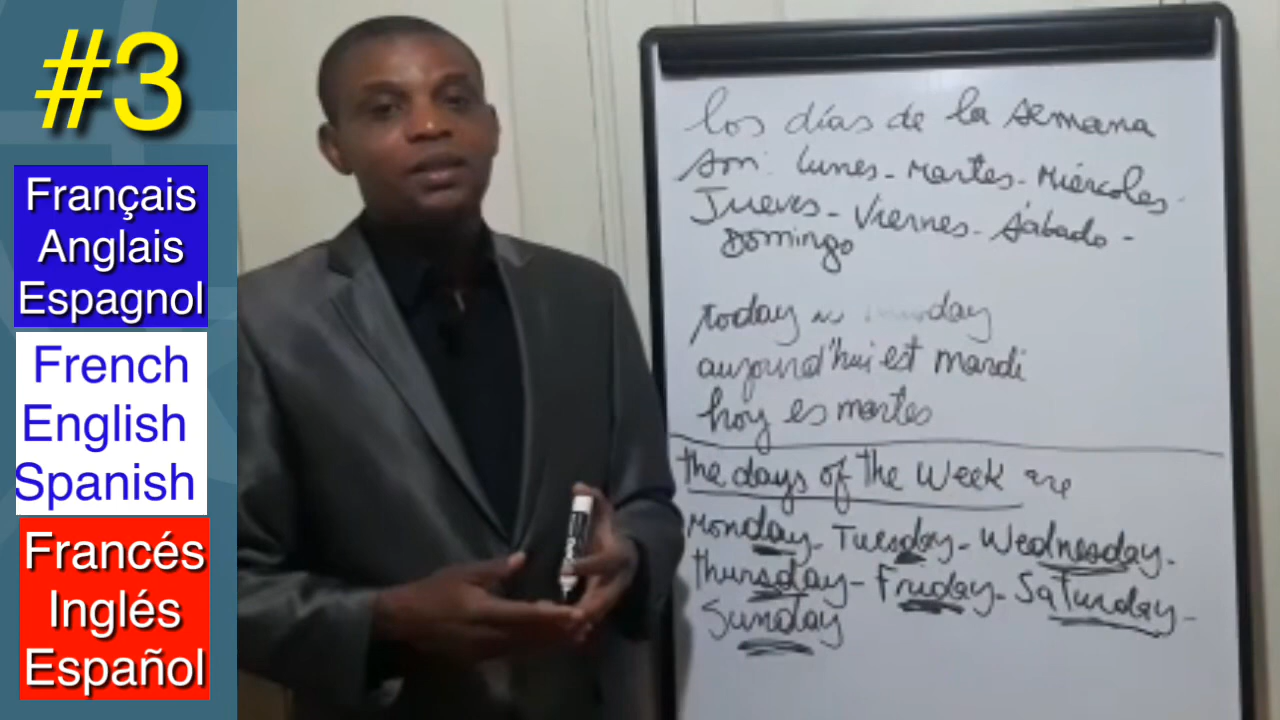 #3
Français
Anglais
Espagnol
French
English
Spanish
Francés
Inglés
Español
los días de la semana
son: lunes - Martes - Miércoles -
Jueves - Viernes - sábado -
Domingo
today is day
aujourd'hui est mardi
hoy es martes
the days of the week are
Monday - Tuesday - Wednesday -
Thursday - Friday - Saturday -
Sunday